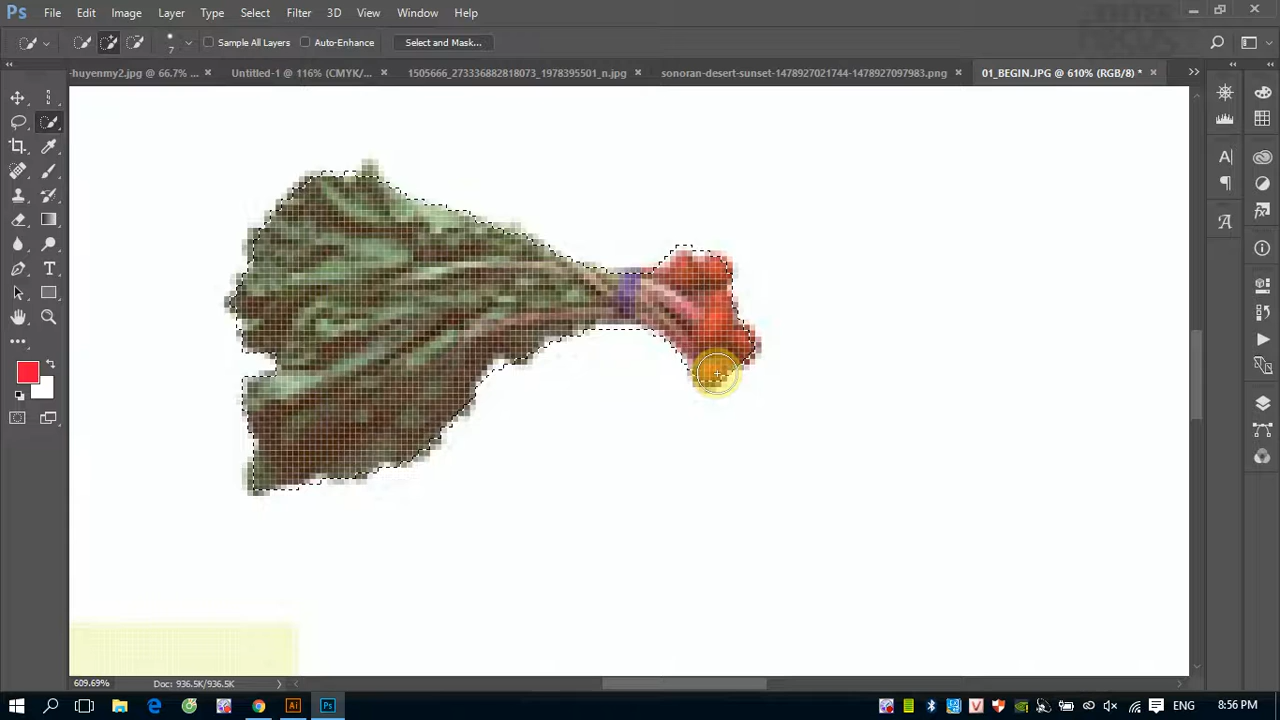 Ps File Edit Image Layer Type Select Filter 3D View Window Help
7 Sample All Layers Auto-Enhance Select and Mask...
-huyenmy2.jpg @ 66.7% ... × Untitled-1 @ 116% (CMYK/... × 1505666_273336882818073_1978395501_n.jpg × sonoran-desert-sunset-1478927021744-1478927097983.png × 01_BEGIN.JPG @ 610% (RGB/8) * ×
609.69% Doc: 936.5K/936.5K
ENG 8:56 PM